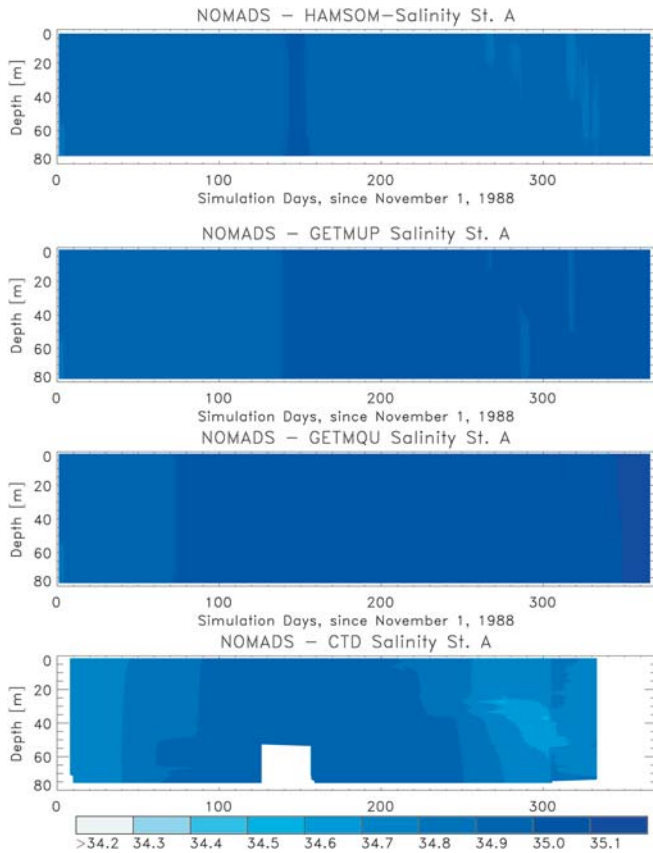 NOMADS – HAMSOM–Salinity St. A
Depth [m]
0
20
40
60
80
0 100 200 300
Simulation Days, since November 1, 1988
NOMADS – GETMUP Salinity St. A
Depth [m]
0
20
40
60
80
0 100 200 300
Simulation Days, since November 1, 1988
NOMADS – GETMQU Salinity St. A
Depth [m]
0
20
40
60
80
0 100 200 300
Simulation Days, since November 1, 1988
NOMADS – CTD Salinity St. A
Depth [m]
0
20
40
60
80
0 100 200 300
>34.2 34.3 34.4 34.5 34.6 34.7 34.8 34.9 35.0 35.1